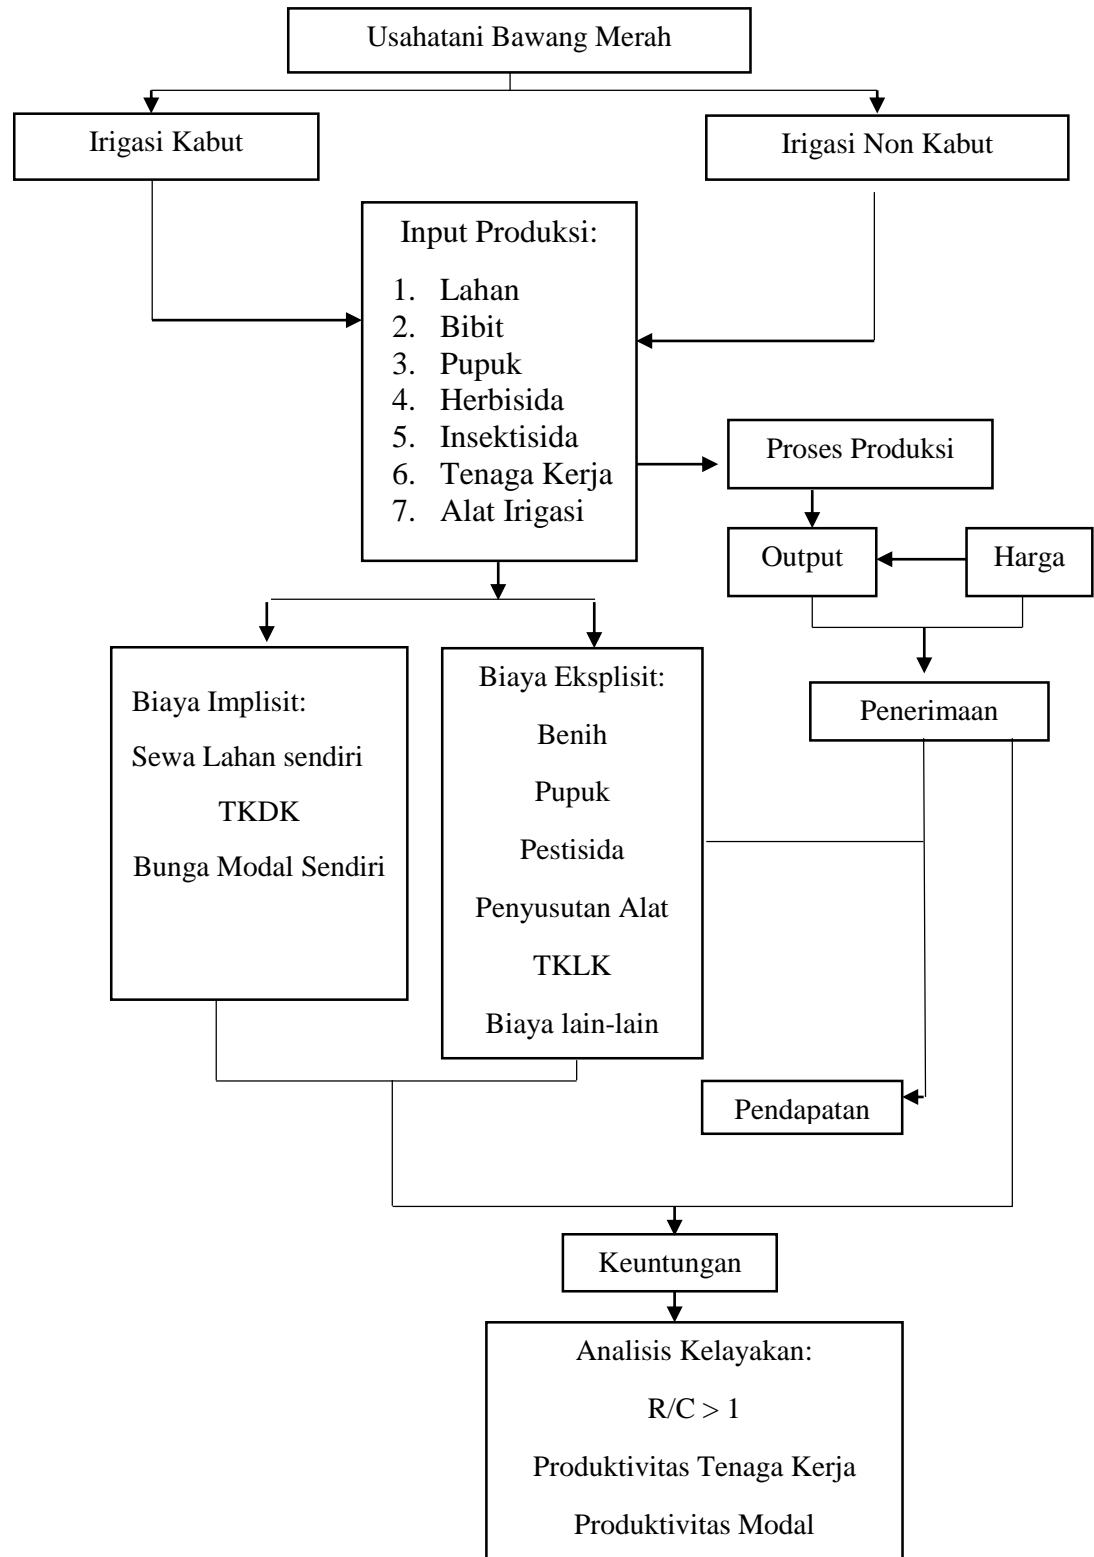 Usahatani Bawang Merah
Irigasi Kabut
Irigasi Non Kabut
Input Produksi:
1. Lahan
2. Bibit
3. Pupuk
4. Herbisida
5. Insektisida
6. Tenaga Kerja
7. Alat Irigasi
Proses Produksi
Output
Harga
Biaya Implisit:
Sewa Lahan sendiri
TKDK
Bunga Modal Sendiri
Biaya Eksplisit:
Benih
Pupuk
Pestisida
Penyusutan Alat
TKLK
Biaya lain-lain
Penerimaan
Pendapatan
Keuntungan
Analisis Kelayakan:
R/C > 1
Produktivitas Tenaga Kerja
Produktivitas Modal